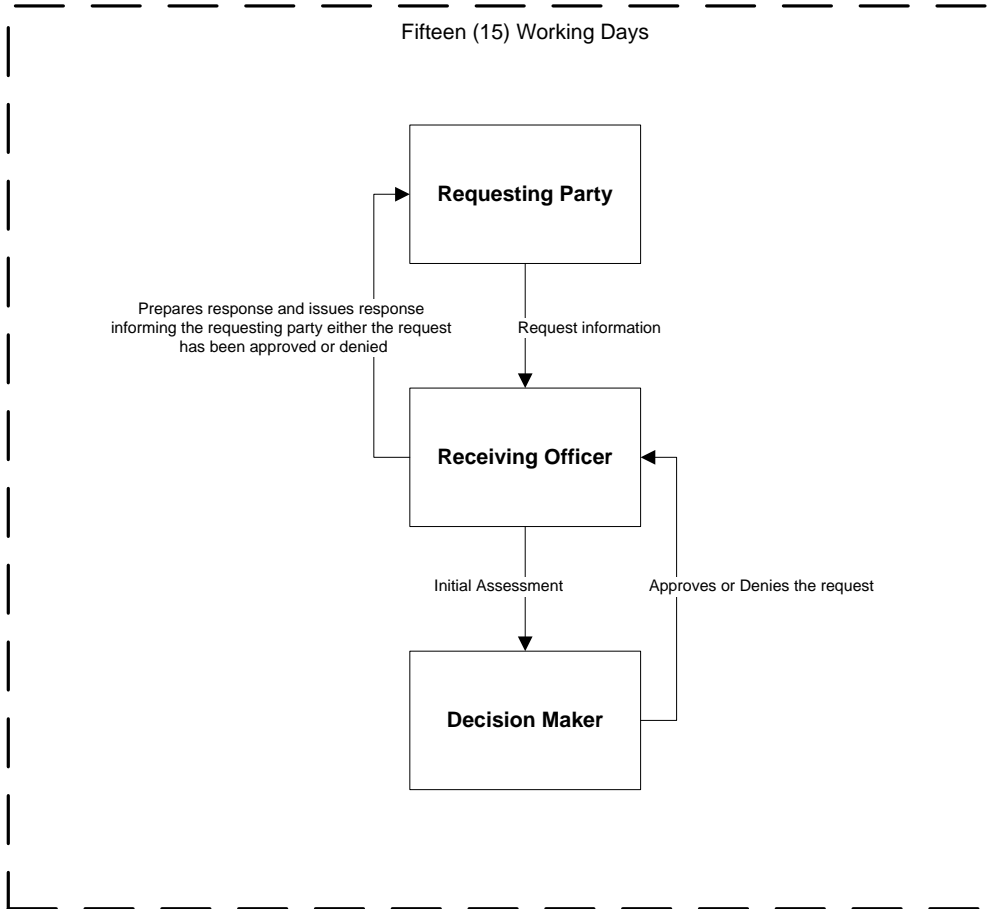 Fifteen (15) Working Days
Requesting Party
Prepares response and issues response
informing the requesting party either the request
has been approved or denied
Request information
Receiving Officer
Initial Assessment
Approves or Denies the request
Decision Maker